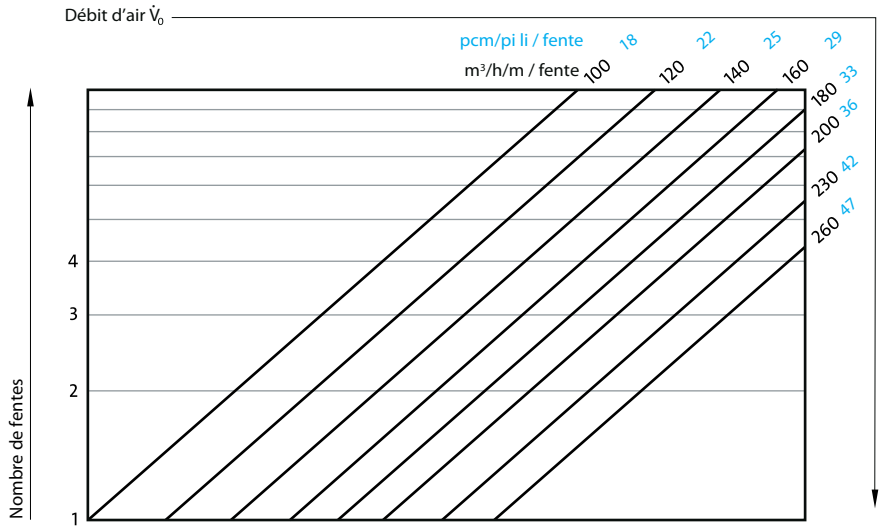 Débit d'air V̇₀
pcm/pi li / fente 18 22 25 29
m³/h/m / fente 100 120 140 160
180 33
200 36
230 42
260 47
4
3
2
1
Nombre de fentes